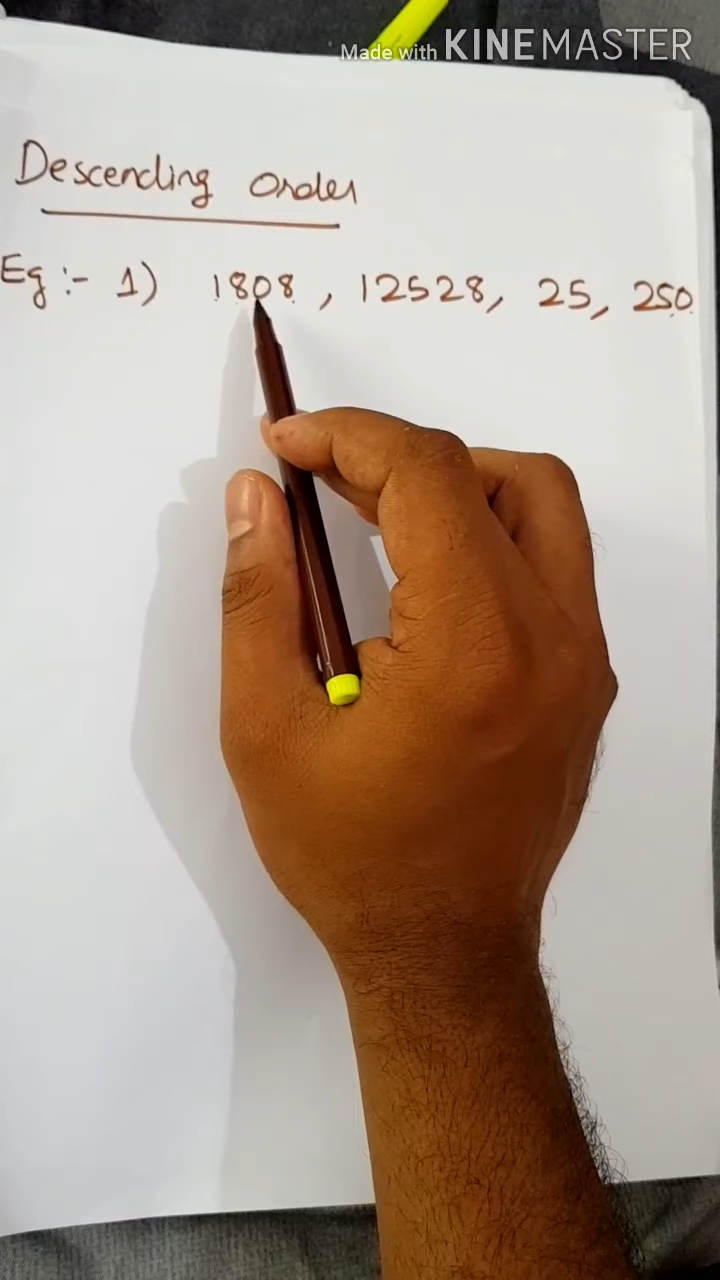 Made with KINEMASTER
Descending Order
Eg :- 1) 1808 , 12528, 25, 250